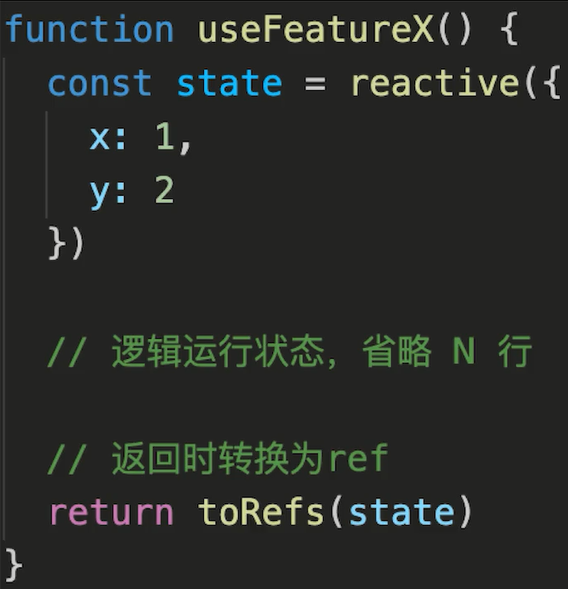 function useFeatureX() {
const state = reactive({
x: 1,
y: 2
})
// 逻辑运行状态，省略 N 行
// 返回时转换为ref
return toRefs(state)
}